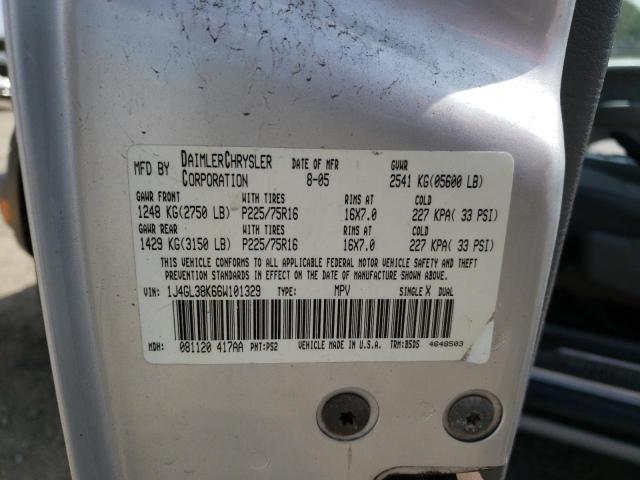 MFD BY DAIMLERCHRYSLER CORPORATION DATE OF MFR 8-05 GVWR 2541 KG(05600 LB)
GAWR FRONT WITH TIRES RIMS AT COLD
1248 KG(2750 LB) P225/75R16 16X7.0 227 KPA( 33 PSI)
GAWR REAR WITH TIRES RIMS AT COLD
1429 KG(3150 LB) P225/75R16 16X7.0 227 KPA( 33 PSI)
THIS VEHICLE CONFORMS TO ALL APPLICABLE FEDERAL MOTOR VEHICLE SAFETY AND THEFT
PREVENTION STANDARDS IN EFFECT ON THE DATE OF MANUFACTURE SHOWN ABOVE.
VIN: 1J4GL38K66W101329 TYPE: MPV SINGLE X DUAL
MDH: 081120 417AA PNT:PS2 VEHICLE MADE IN U.S.A. TRM:B5DS 4648503